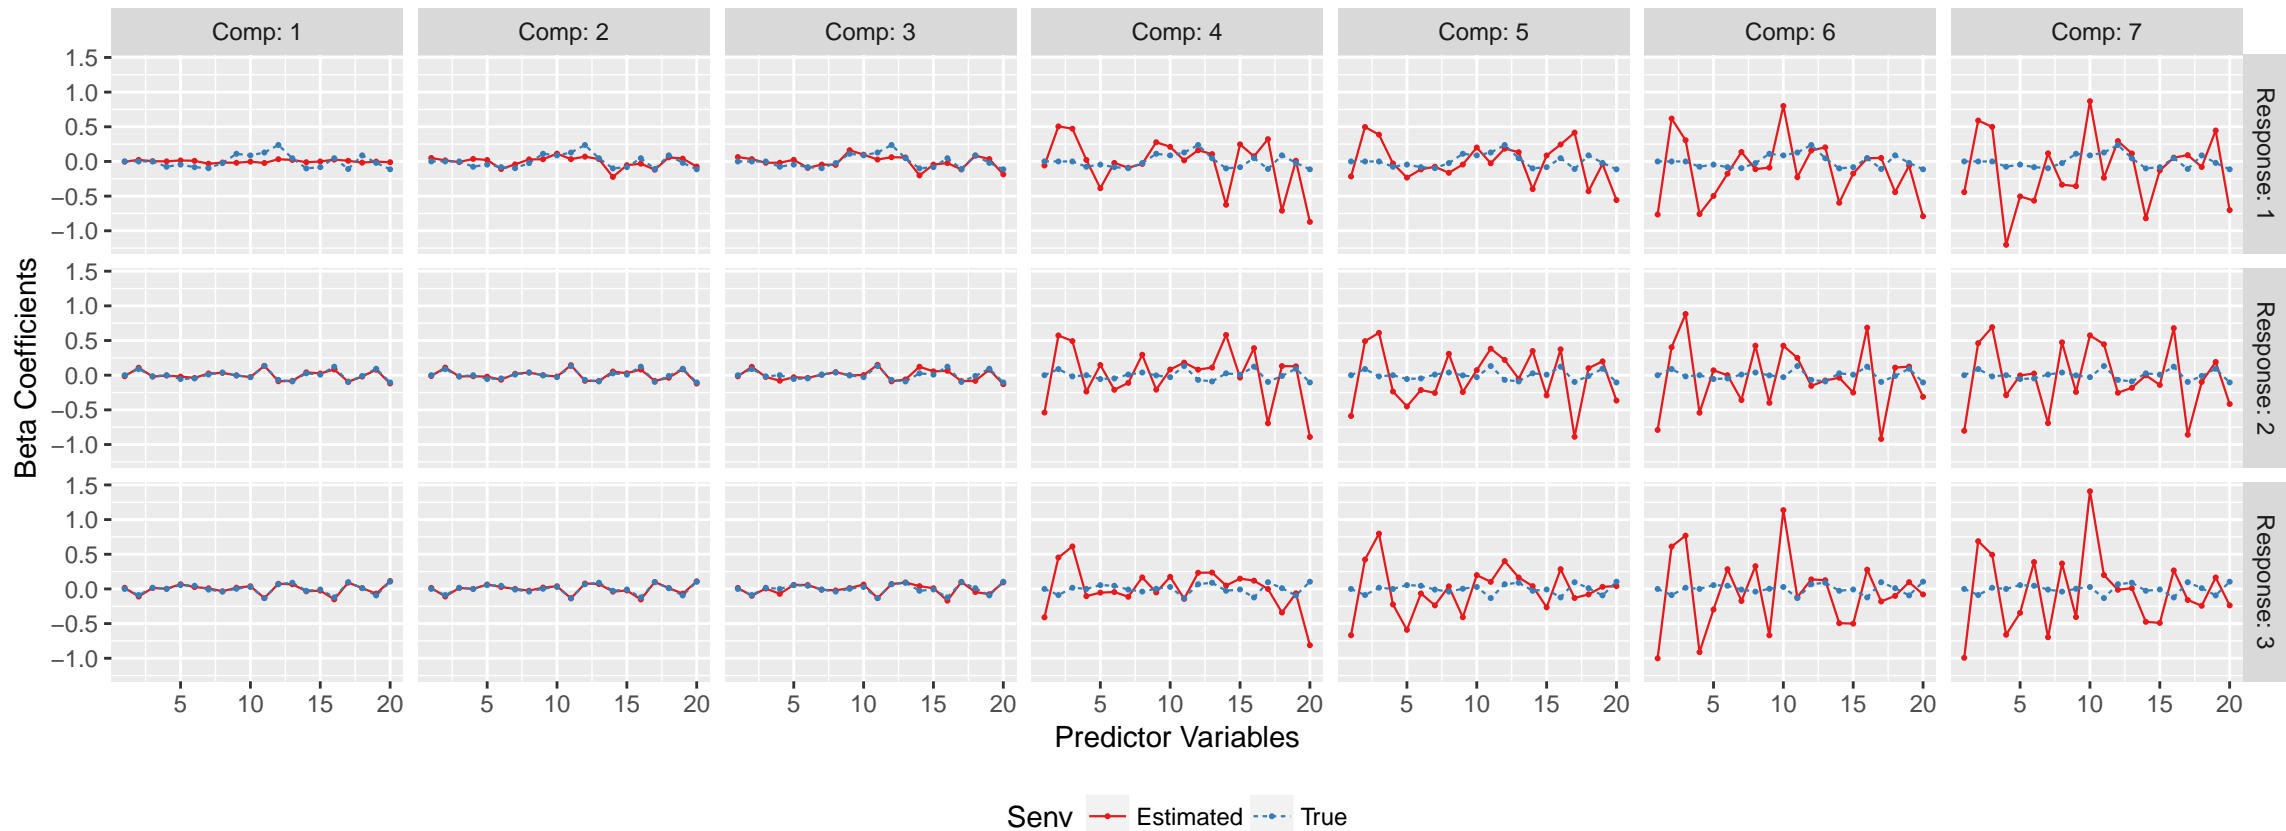 Comp: 1 Comp: 2 Comp: 3 Comp: 4 Comp: 5 Comp: 6 Comp: 7
1.5
1.0
0.5
0.0
−0.5
−1.0
Response: 1
1.5
1.0
0.5
0.0
−0.5
−1.0
Response: 2
1.5
1.0
0.5
0.0
−0.5
−1.0
Response: 3
Beta Coefficients
5 10 15 20 5 10 15 20 5 10 15 20 5 10 15 20 5 10 15 20 5 10 15 20 5 10 15 20
Predictor Variables
Senv Estimated True